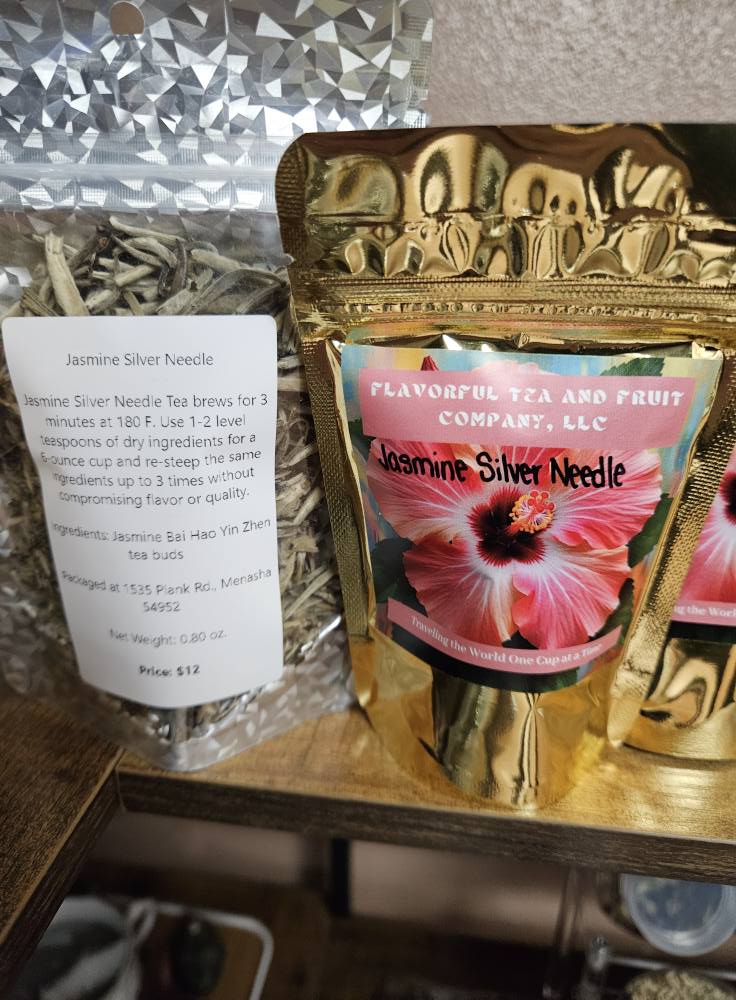 Jasmine Silver Needle
Jasmine Silver Needle Tea brews for 3
minutes at 180 F. Use 1-2 level
teaspoons of dry ingredients for a
6-ounce cup and re-steep the same
ingredients up to 3 times without
compromising flavor or quality.
Ingredients: Jasmine Bai Hao Yin Zhen
tea buds
Packaged at 1535 Plank Rd., Menasha
54952
Net Weight: 0.80 oz.
Price: $12
FLAVORFUL TEA AND FRUIT
COMPANY, LLC
Jasmine Silver Needle
Traveling the World One Cup at a Time
ng the World